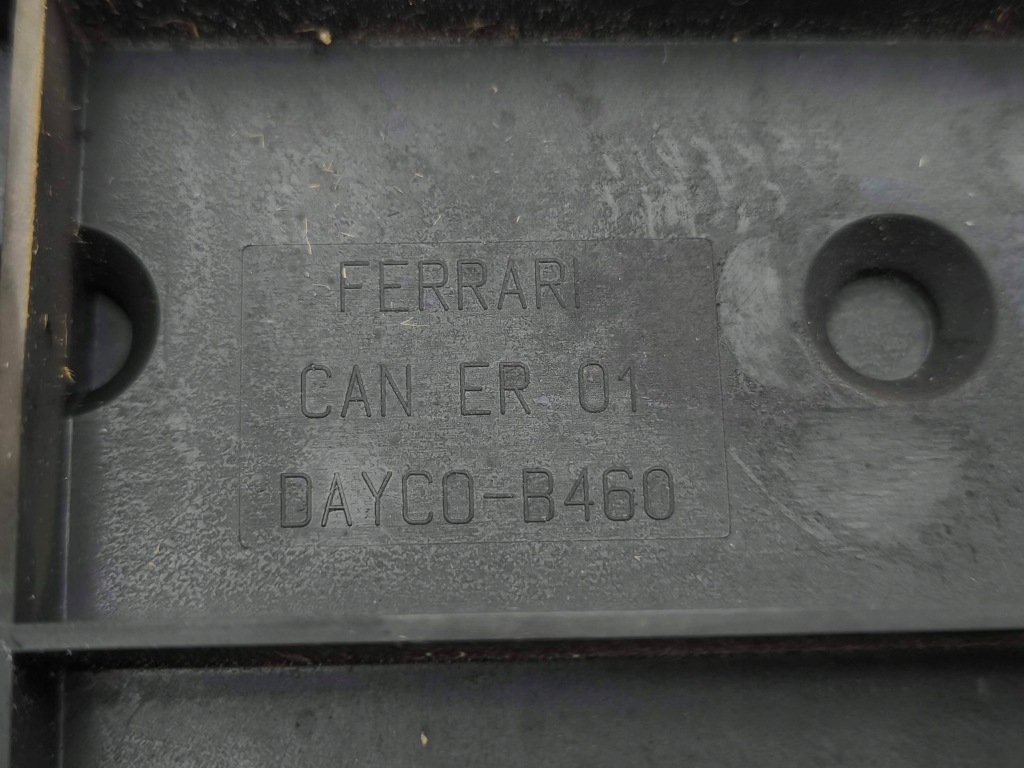 FERRARI
CAN ER 01
DAYCO-B460